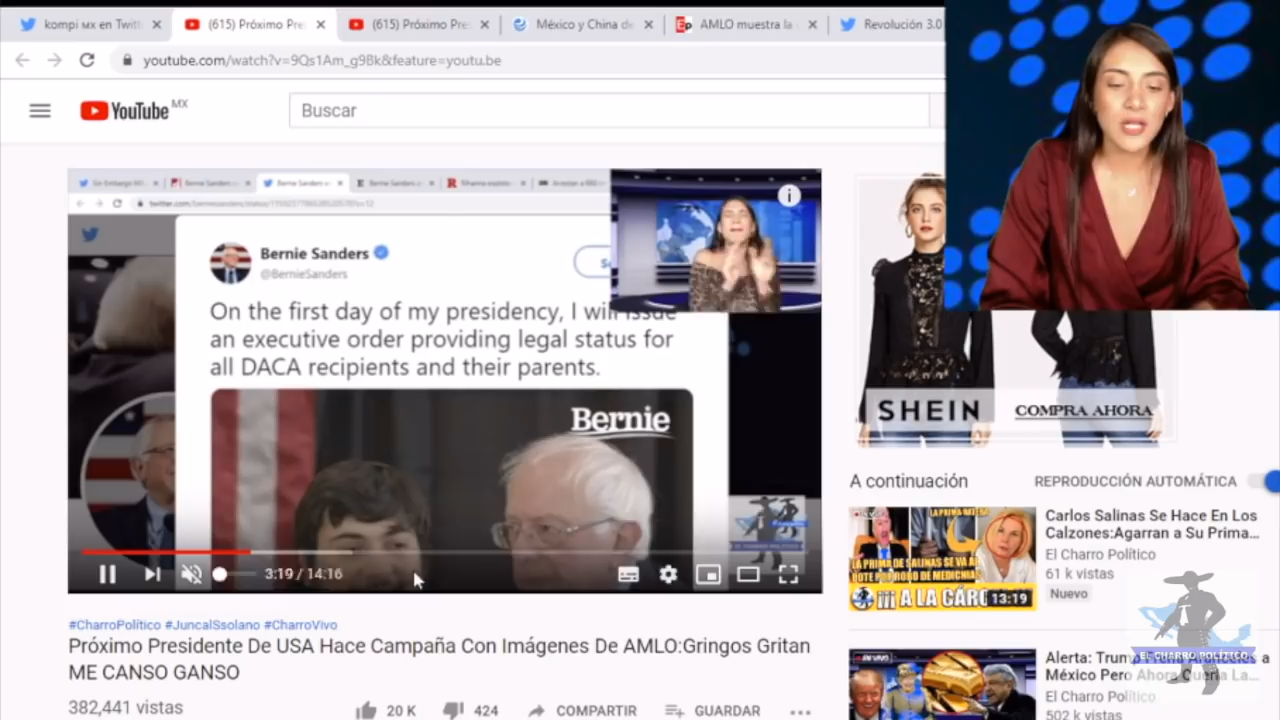 kompi mx en Twitt
(615) Próximo Pre
(615) Próximo Pre
México y China de
AMLO muestra la
Revolución 3.0
youtube.com/watch?v=9Qs1Am_g9Bk&feature=youtu.be
YouTube MX
Buscar
Bernie Sanders
@BernieSanders
On the first day of my presidency, I will issue
an executive order providing legal status for
all DACA recipients and their parents.
Bernie
3:19 / 14:16
#CharroPolítico #JuncalSsolano #CharroVivo
Próximo Presidente De USA Hace Campaña Con Imágenes De AMLO:Gringos Gritan
ME CANSO GANSO
382,441 vistas
20 K
424
COMPARTIR
GUARDAR
SHEIN
COMPRA AHORA
A continuación
REPRODUCCIÓN AUTOMÁTICA
Carlos Salinas Se Hace En Los
Calzones:Agarran a Su Prima...
El Charro Político
61 k vistas
Nuevo
13:19
EL CHARRO POLÍTICO
Alerta: Trump Frena Aranceles a
México Pero Ahora Quería La...
El Charro Político
502 k vistas